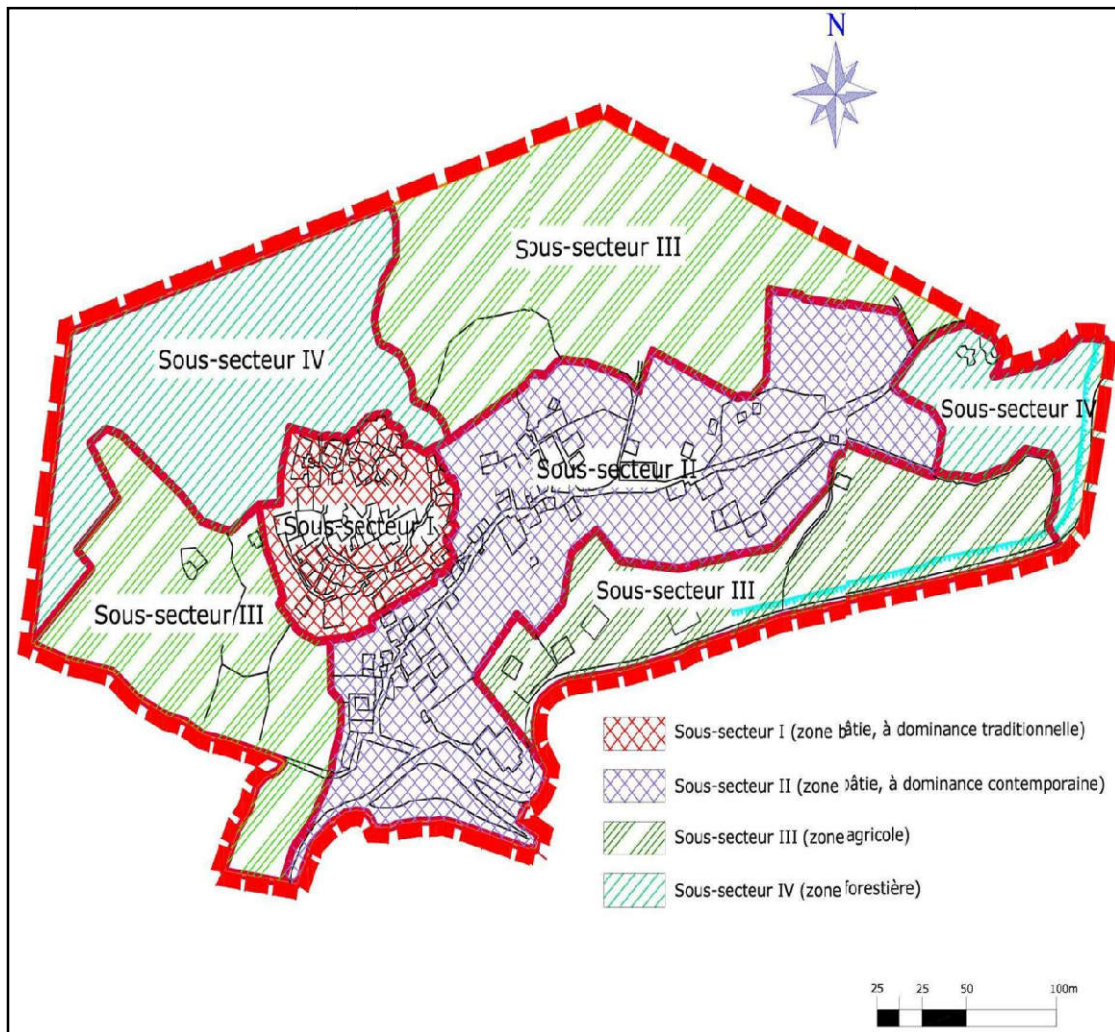 N
Sous-secteur III
Sous-secteur IV
Sous-secteur IV
Sous-secteur II
Sous-secteur I
Sous-secteur III
Sous-secteur III
Sous-secteur I (zone bâtie, à dominance traditionnelle)
Sous-secteur II (zone bâtie, à dominance contemporaine)
Sous-secteur III (zone agricole)
Sous-secteur IV (zone forestière)
25 25 50 100m